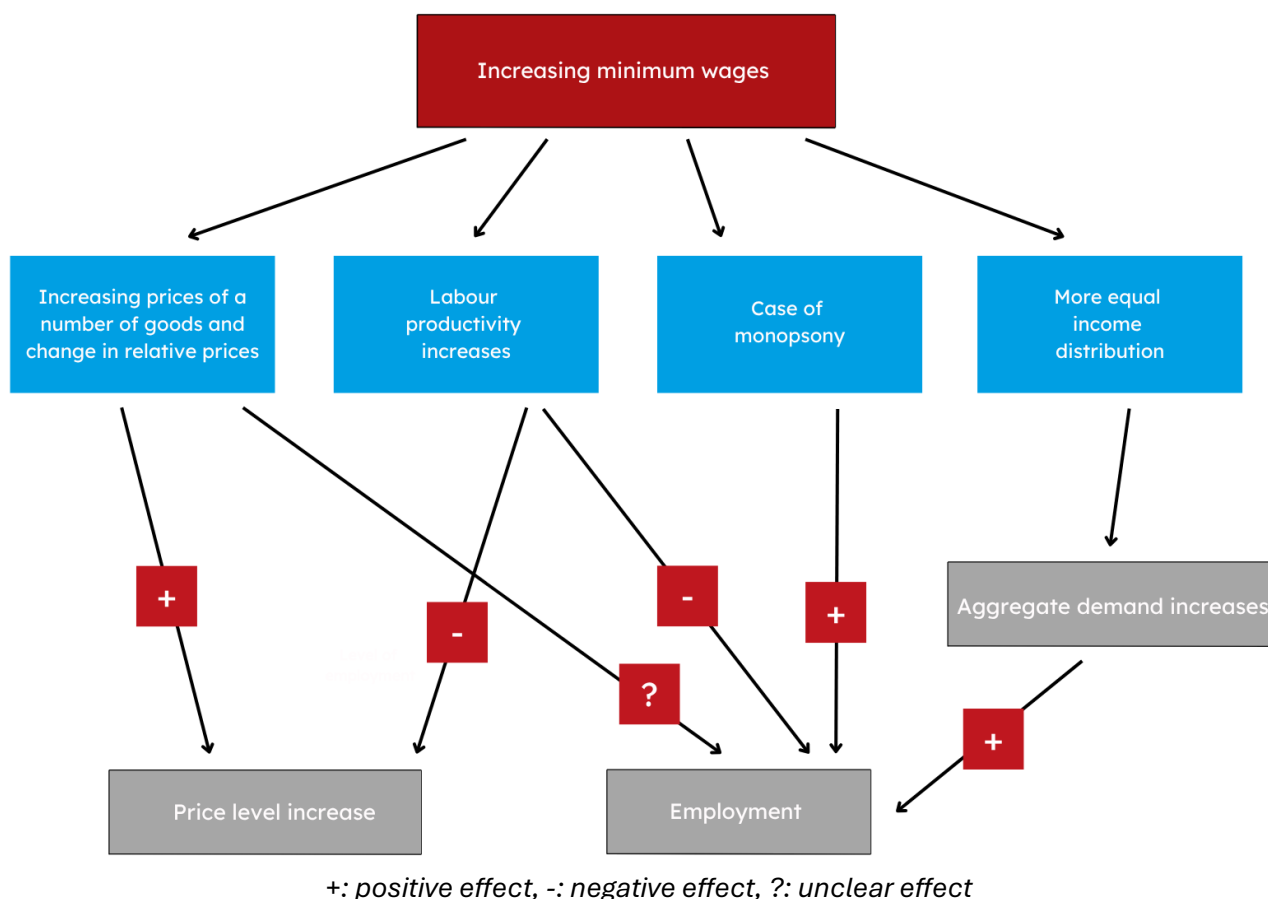 Increasing minimum wages
Increasing prices of a
number of goods and
change in relative prices
Labour
productivity
increases
Case of
monopsony
More equal
income
distribution
+
-
-
+
Aggregate demand increases
?
+
Price level increase
Employment
+: positive effect, -: negative effect, ?: unclear effect